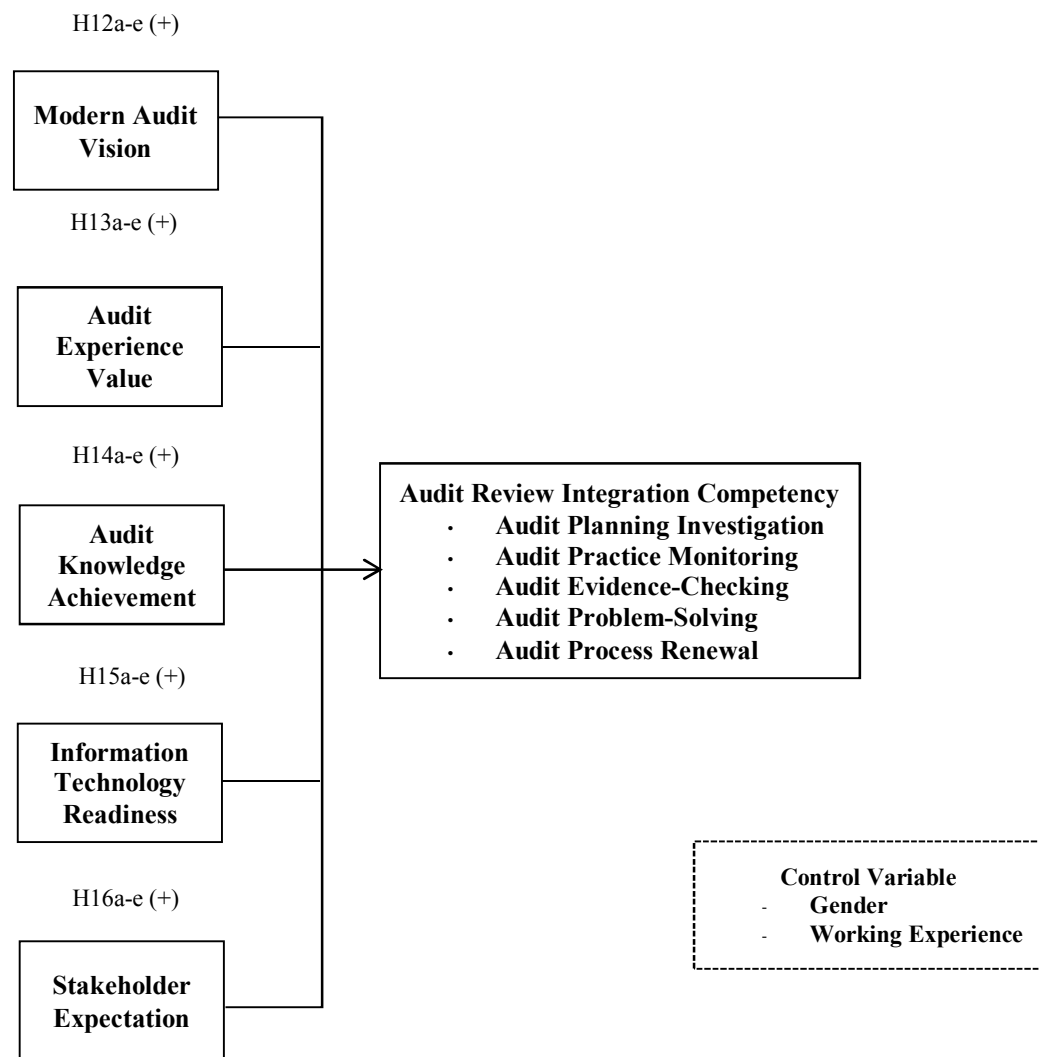 H12a-e (+)
Modern Audit
Vision
H13a-e (+)
Audit
Experience
Value
H14a-e (+)
Audit
Knowledge
Achievement
H15a-e (+)
Information
Technology
Readiness
H16a-e (+)
Stakeholder
Expectation
Audit Review Integration Competency
· Audit Planning Investigation
· Audit Practice Monitoring
· Audit Evidence-Checking
· Audit Problem-Solving
· Audit Process Renewal
Control Variable
- Gender
- Working Experience